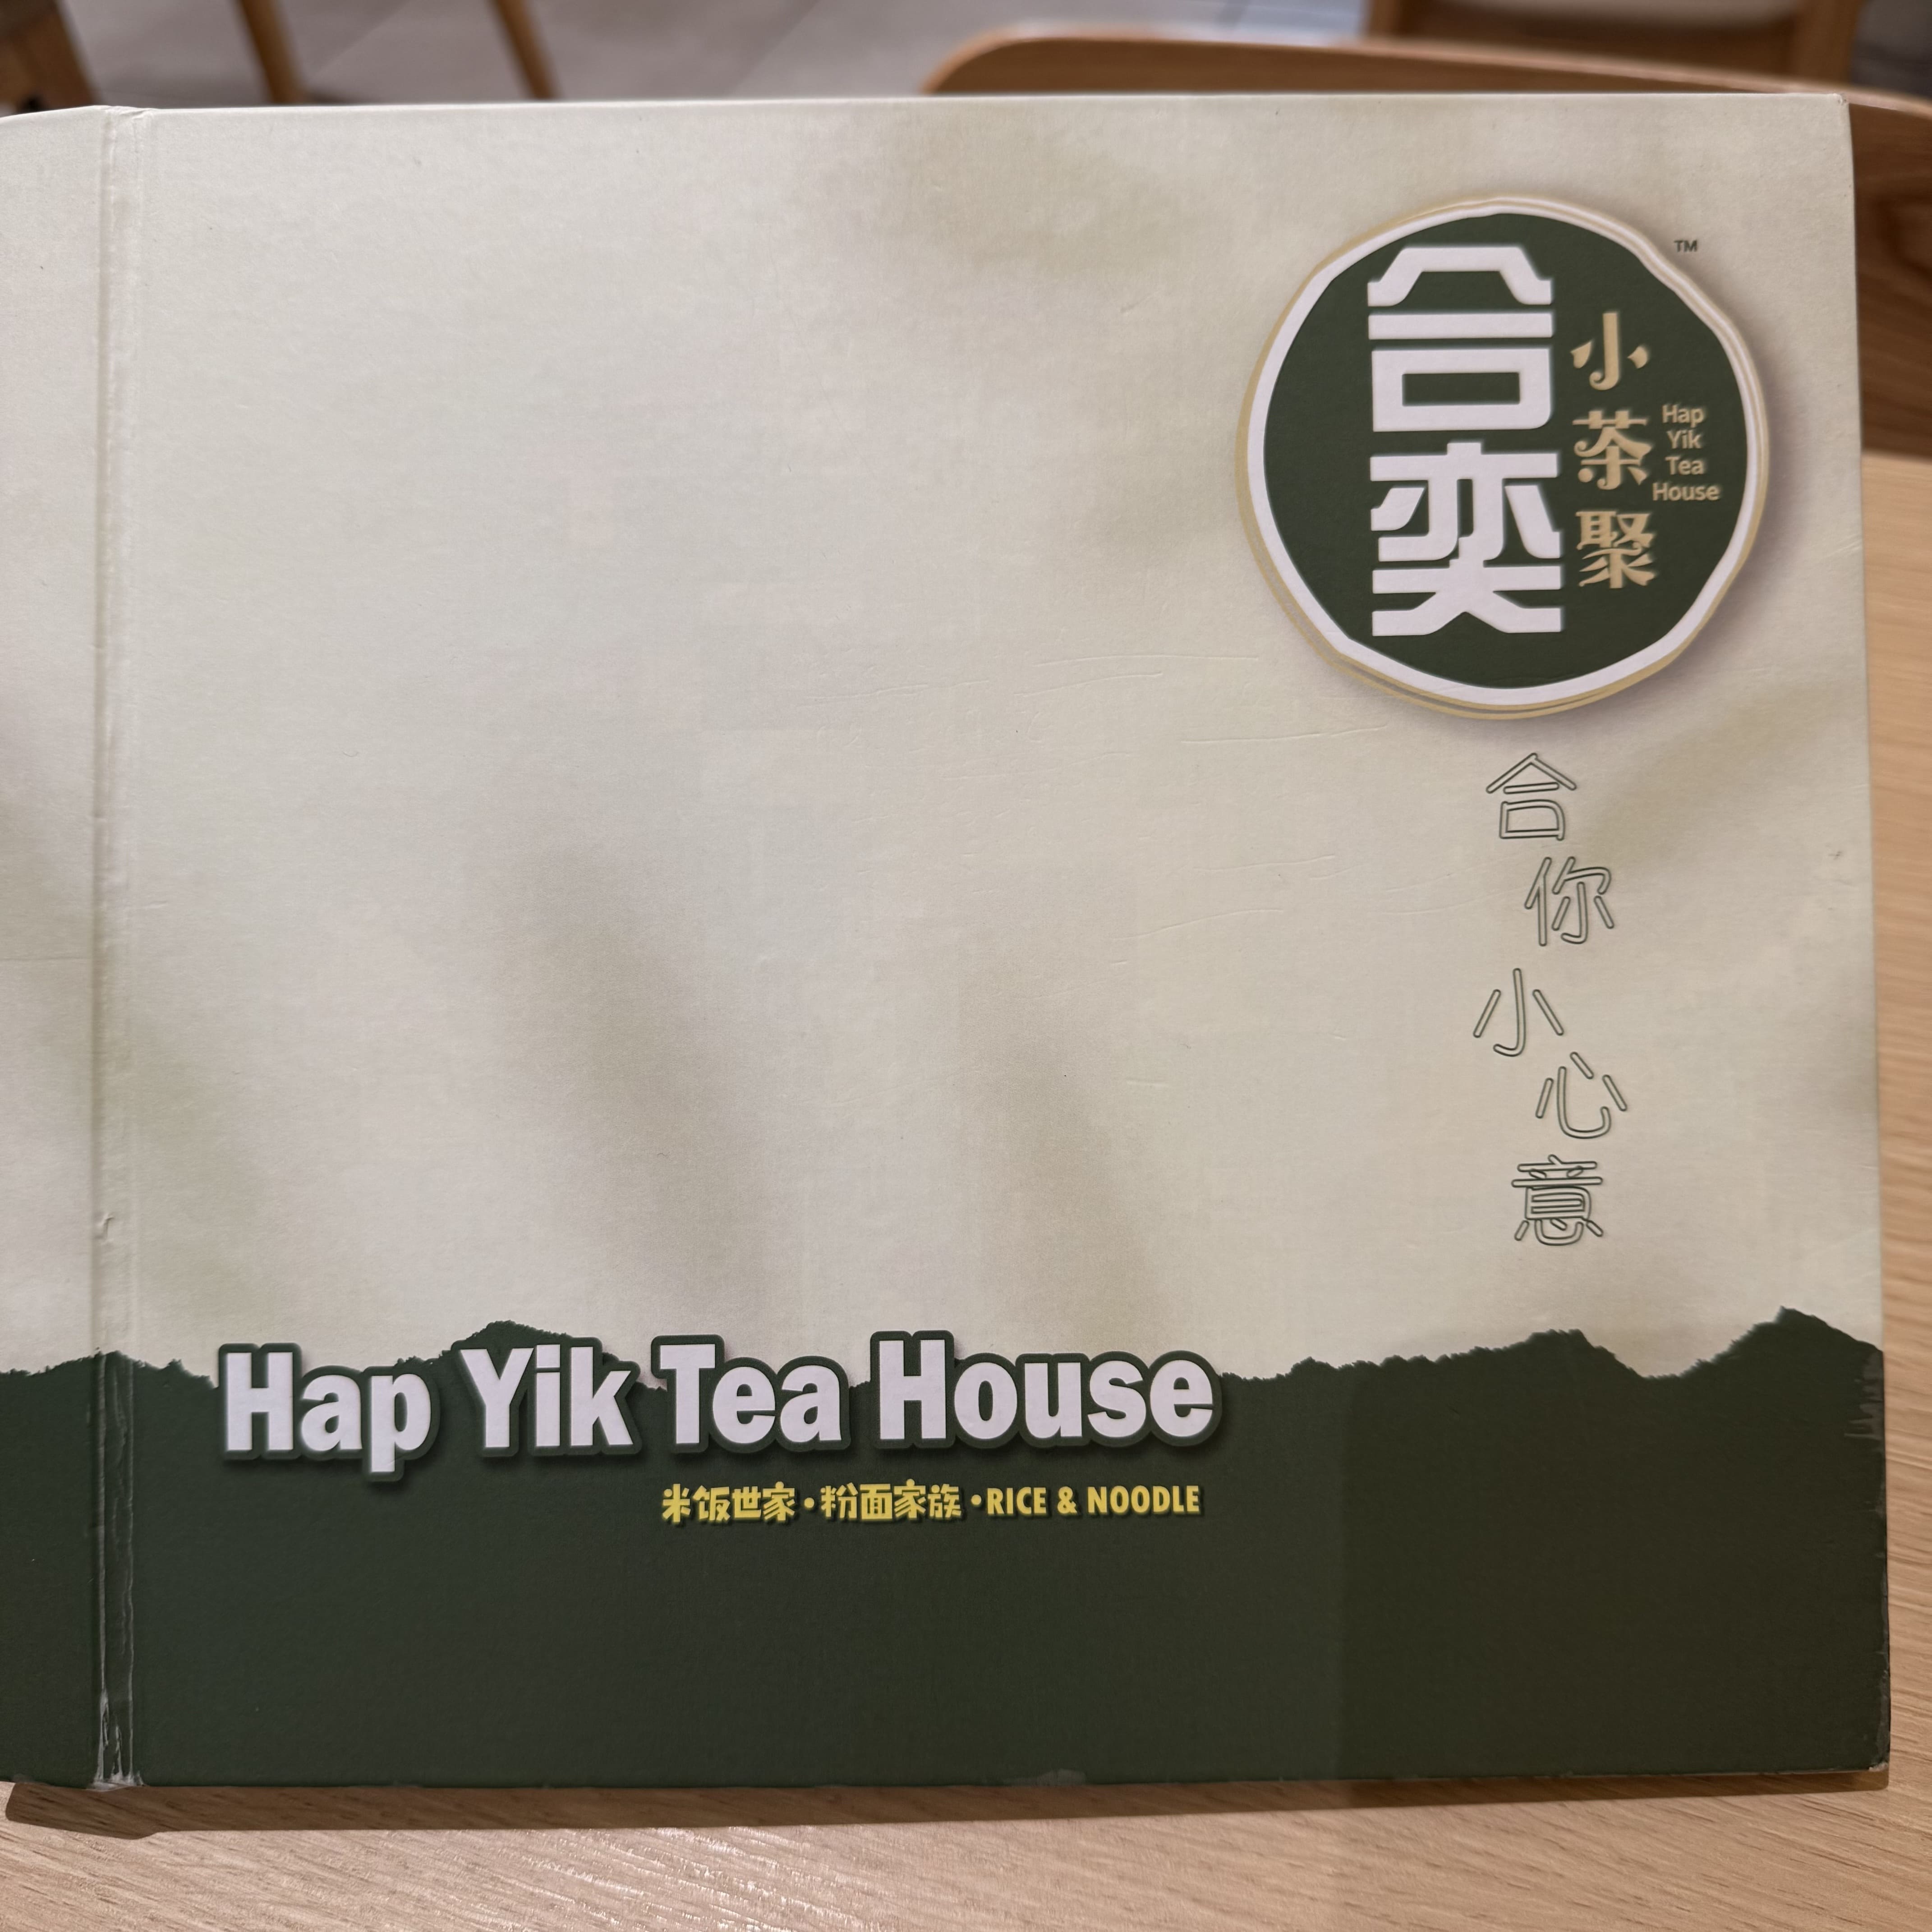 合奕
小茶聚
Hap
Yik
Tea
House
TM
合你小心意
Hap Yik Tea House
米饭世家·粉面家族·RICE & NOODLE